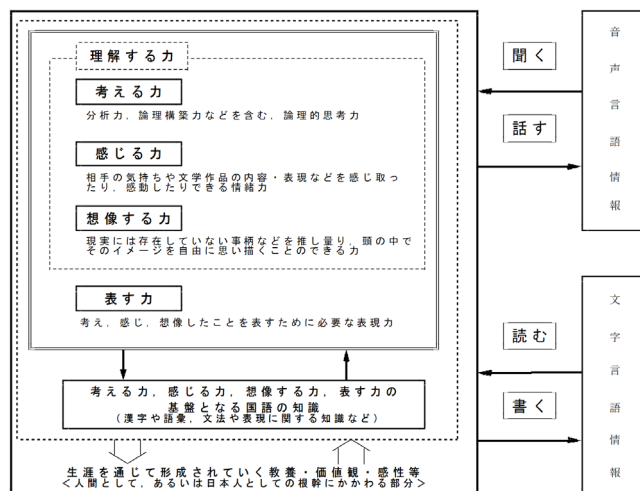 理解する力
考える力
分析力，論理構築力などを含む，論理的思考力
感じる力
相手の気持ちや文学作品の内容・表現などを感じ取っ
たり，感動したりできる情緒力
想像する力
現実には存在していない事柄などを推し量り，頭の中で
そのイメージを自由に思い描くことのできる力
表す力
考え，感じ，想像したことを表すために必要な表現力
考える力，感じる力，想像する力，表す力の
基盤となる国語の知識
（漢字や語彙，文法や表現に関する知識など）
生涯を通じて形成されていく教養・価値観・感性等
＜人間として，あるいは日本人としての根幹にかかわる部分＞
聞く
話す
音声言語情報
読む
書く
文字言語情報